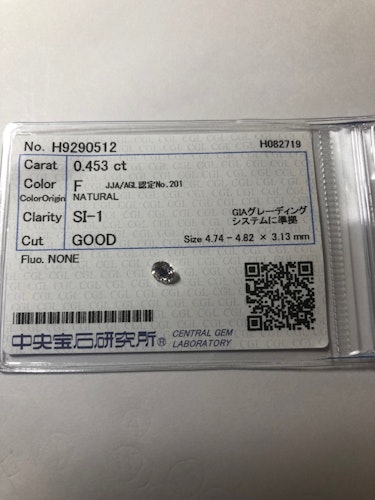 No. H9290512 H082719
Carat 0.453 ct
Color F JJA/AGL認定No.201
ColorOrigin NATURAL
Clarity SI-1 GIAグレーディング
システムに準拠
Cut GOOD Size 4.74 - 4.82 × 3.13 mm
Fluo. NONE
中央宝石研究所® CENTRAL GEM
LABORATORY